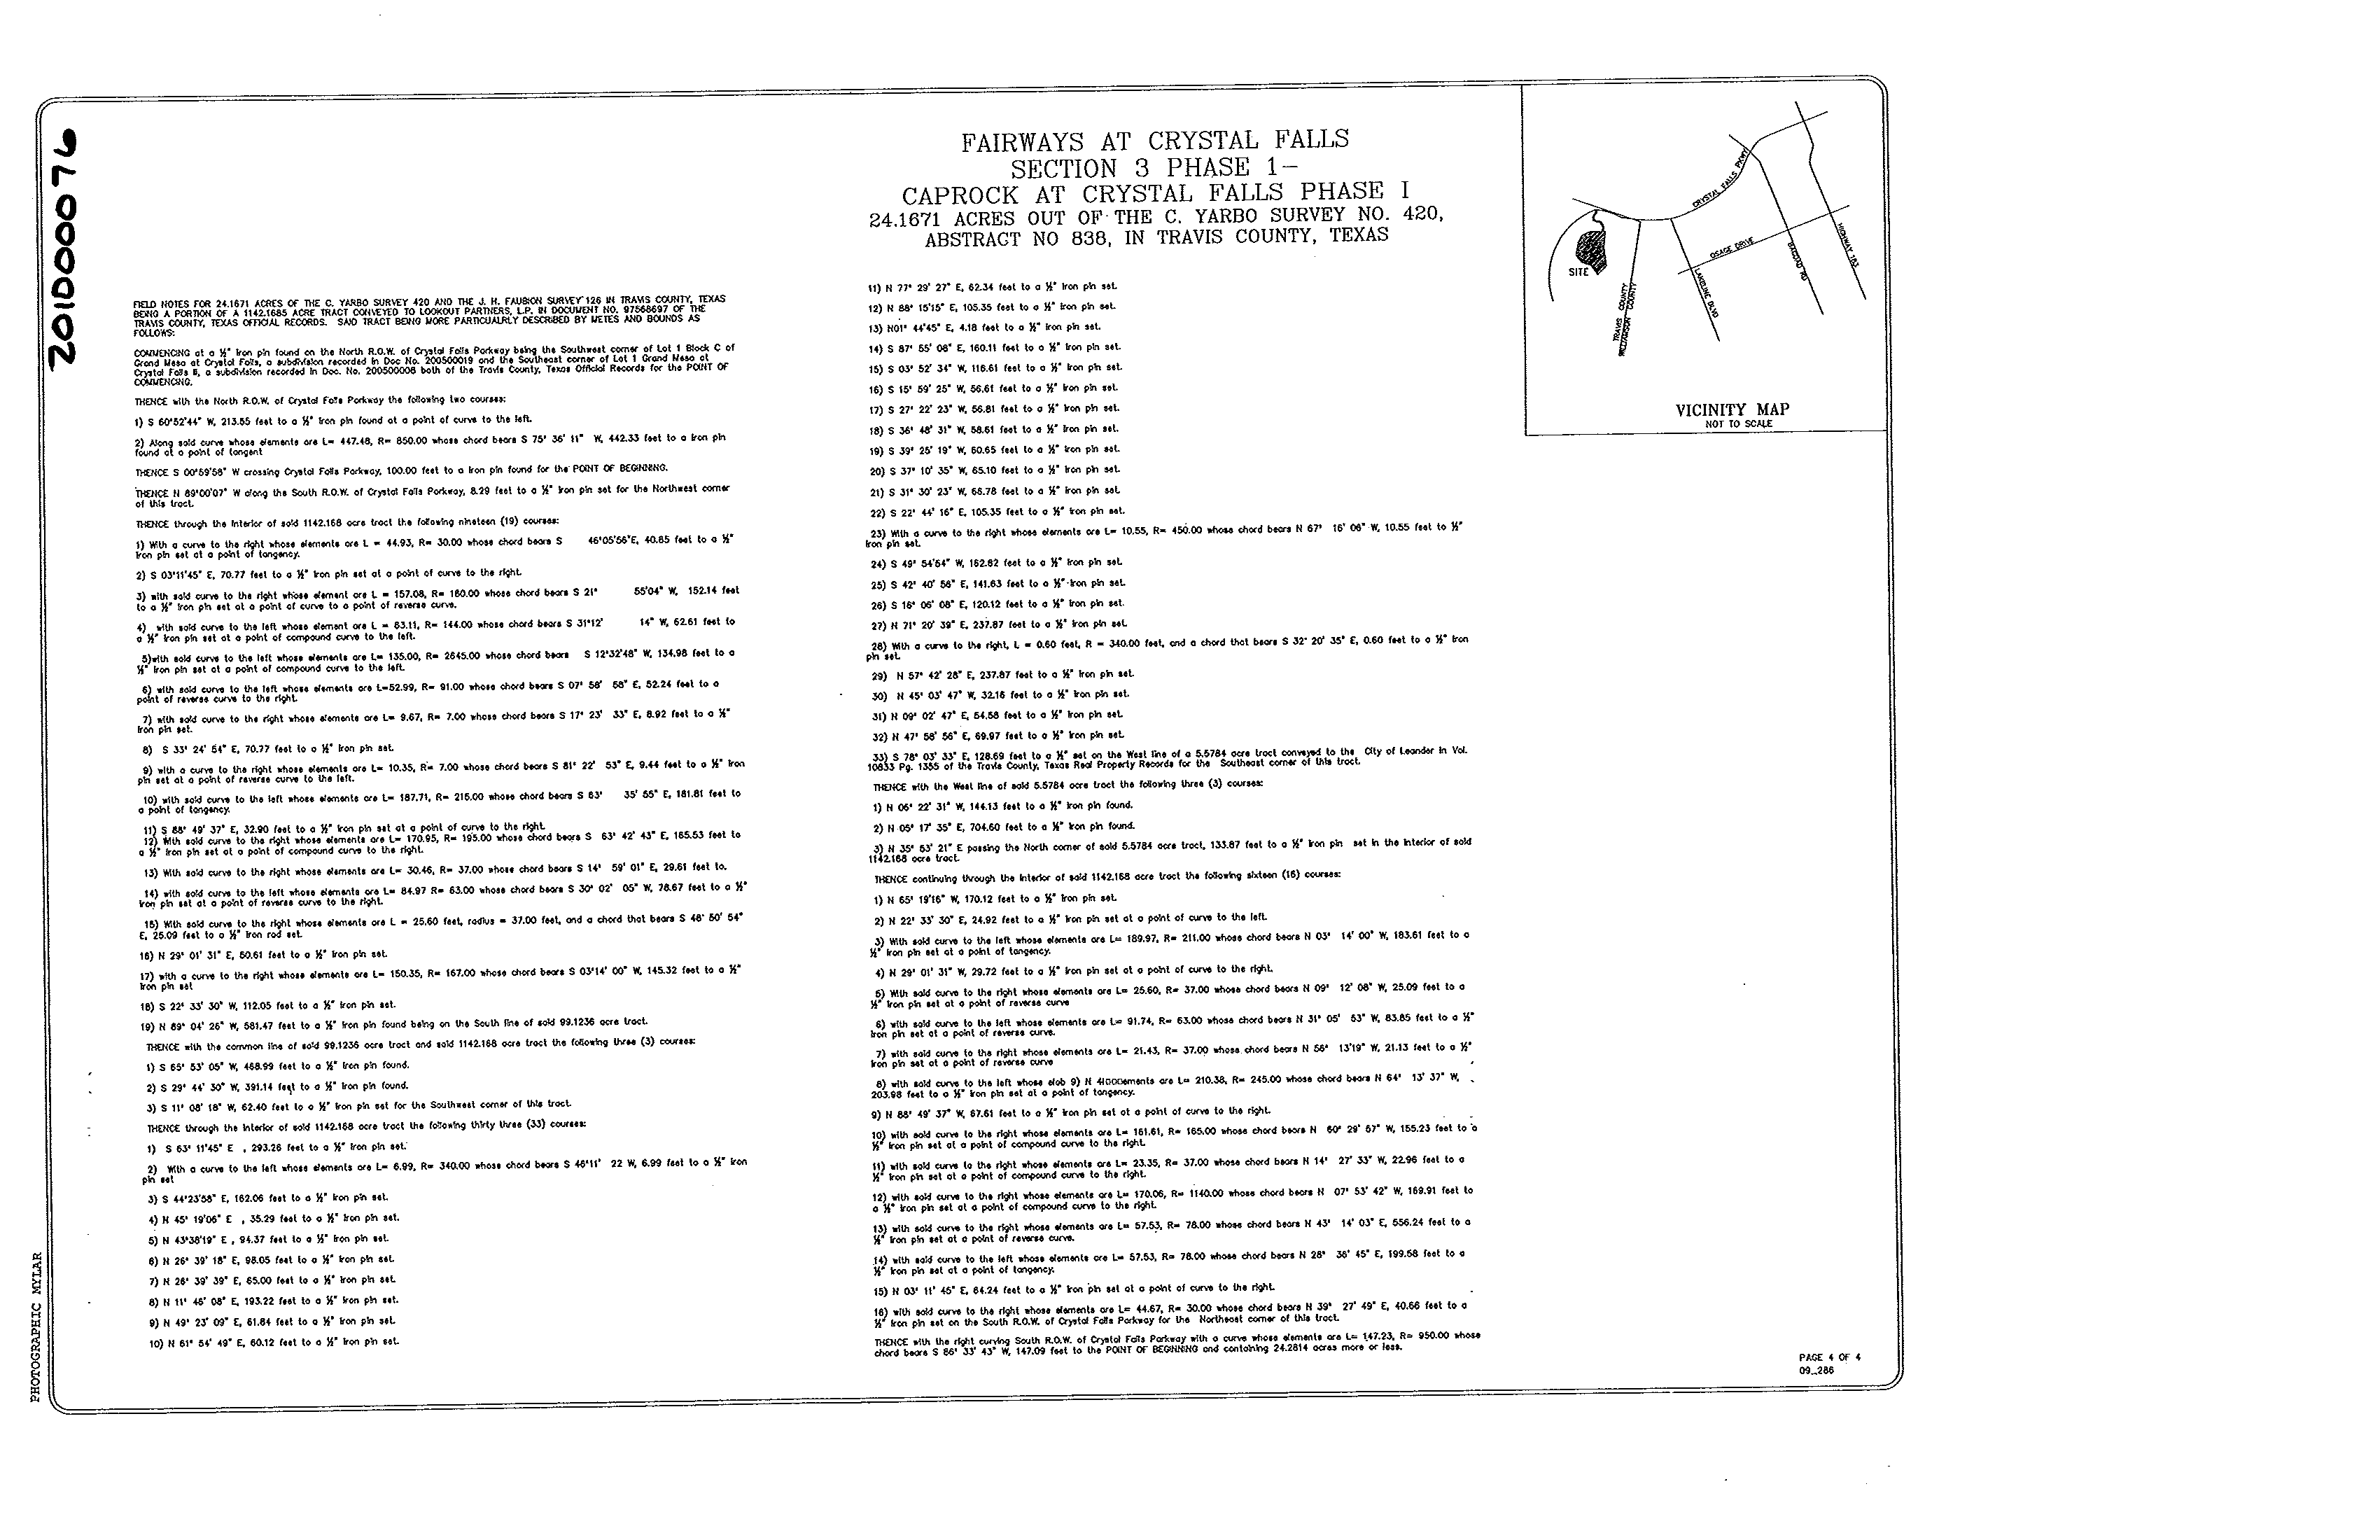 201000076
PHOTOGRAPHIC MYLAR
FAIRWAYS AT CRYSTAL FALLS
SECTION 3 PHASE 1-
CAPROCK AT CRYSTAL FALLS PHASE I
24.1671 ACRES OUT OF THE C. YARBO SURVEY NO. 420,
ABSTRACT NO 838, IN TRAVIS COUNTY, TEXAS
FIELD NOTES FOR 24.1671 ACRES OF THE C. YARBO SURVEY 420 AND THE J. H. FAUBION SURVEY 126 IN TRAVIS COUNTY, TEXAS
BEING A PORTION OF A 1142.1685 ACRE TRACT CONVEYED TO LOOKOUT PARTNERS, L.P. IN DOCUMENT NO. 97568697 OF THE
TRAVIS COUNTY, TEXAS OFFICIAL RECORDS. SAID TRACT BEING MORE PARTICUALRLY DESCRIBED BY METES AND BOUNDS AS
FOLLOWS:
COMMENCING at a ½" iron pin found on the North R.O.W. of Crystal Falls Parkway being the Southwest corner of Lot 1 Block C of
Grand Mesa at Crystal Falls, a subdivision recorded in Doc No. 200500019 and the Southeast corner of Lot 1 Grand Mesa at
Crystal Falls II, a subdivision recorded in Doc. No. 200500008 both of the Travis County, Texas Official Records for the POINT OF
COMMENCING.
THENCE with the North R.O.W. of Crystal Falls Parkway the following two courses:
1) S 60°52'44" W, 213.55 feet to a ½" iron pin found at a point of curve to the left.
2) Along said curve whose elements are L= 447.48, R= 850.00 whose chord bears S 75° 36' 11" W, 442.33 feet to a iron pin
found at a point of tangent
THENCE S 00°59'58" W crossing Crystal Falls Parkway, 100.00 feet to a iron pin found for the POINT OF BEGINNING.
THENCE N 89°00'07" W along the South R.O.W. of Crystal Falls Parkway, 8.29 feet to a ½" iron pin set for the Northwest corner
of this tract.
THENCE through the interior of said 1142.168 acre tract the following nineteen (19) courses:
1) With a curve to the right whose elements are L = 44.93, R= 30.00 whose chord bears S 46°05'56"E, 40.85 feet to a ½"
iron pin set at a point of tangency.
2) S 03°11'45" E, 70.77 feet to a ½" iron pin set at a point of curve to the right.
3) with said curve to the right whose element are L = 157.08, R= 160.00 whose chord bears S 21° 55'04" W, 152.14 feet
to a ½" iron pin set at a point of curve to a point of reverse curve.
4) with said curve to the left whose element are L = 63.11, R= 144.00 whose chord bears S 31°12' 14" W, 62.61 feet to
a ½" iron pin set at a point of compound curve to the left.
5)with said curve to the left whose elements are L= 135.00, R= 2645.00 whose chord bears S 12°32'48" W, 134.98 feet to a
½" iron pin set at a point of compound curve to the left.
6) with said curve to the left whose elements are L=52.99, R= 91.00 whose chord bears S 07° 58' 58" E, 52.24 feet to a
point of reverse curve to the right.
7) with said curve to the right whose elements are L= 9.67, R= 7.00 whose chord bears S 17° 23' 33" E, 8.92 feet to a ½"
iron pin set.
8) S 33° 24' 54" E, 70.77 feet to a ½" iron pin set.
9) with a curve to the right whose elements are L= 10.35, R= 7.00 whose chord bears S 81° 22' 53" E, 9.44 feet to a ½" iron
pin set at a point of reverse curve to the left.
10) with said curve to the left whose elements are L= 187.71, R= 215.00 whose chord bears S 63° 35' 55" E, 181.81 feet to
a point of tangency.
11) S 88° 49' 37" E, 32.90 feet to a ½" iron pin set at a point of curve to the right.
12) With said curve to the right whose elements are L= 170.95, R= 195.00 whose chord bears S 63° 42' 43" E, 165.53 feet to
a ½" iron pin set at a point of compound curve to the right.
13) With said curve to the right whose elements are L= 30.46, R= 37.00 whose chord bears S 14° 59' 01" E, 29.61 feet to.
14) with said curve to the left whose elements are L= 84.97 R= 63.00 whose chord bears S 30° 02' 05" W, 78.67 feet to a ½"
iron pin set at a point of reverse curve to the right.
15) With said curve to the right whose elements are L = 25.60 feet, radius = 37.00 feet, and a chord that bears S 48° 50' 54"
E, 25.09 feet to a ½" iron rod set.
16) N 29° 01' 31" E, 50.61 feet to a ½" iron pin set.
17) with a curve to the right whose elements are L= 150.35, R= 167.00 whose chord bears S 03°14' 00" W, 145.32 feet to a ½"
iron pin set
18) S 22° 33' 30" W, 112.05 feet to a ½" iron pin set.
19) N 89° 04' 26" W, 581.47 feet to a ½" iron pin found being on the South line of said 99.1236 acre tract.
THENCE with the common line of said 99.1236 acre tract and said 1142.168 acre tract the following three (3) courses:
1) S 65° 53' 05" W, 468.99 feet to a ½" iron pin found.
2) S 29° 44' 30" W, 391.14 feet to a ½" iron pin found.
3) S 11° 08' 18" W, 62.40 feet to a ½" iron pin set for the Southwest corner of this tract.
THENCE through the interior of said 1142.168 acre tract the following thirty three (33) courses:
1) S 63° 11'45" E , 293.26 feet to a ½" iron pin set.
2) With a curve to the left whose elements are L= 6.99, R= 340.00 whose chord bears S 46°11' 22 W, 6.99 feet to a ½" iron
pin set
3) S 44°23'58" E, 162.06 feet to a ½" iron pin set.
4) N 45° 19'06" E , 35.29 feet to a ½" iron pin set.
5) N 43°38'19" E , 94.37 feet to a ½" iron pin set.
6) N 26° 39' 18" E, 98.05 feet to a ½" iron pin set.
7) N 26° 39' 39" E, 65.00 feet to a ½" iron pin set.
8) N 11° 46' 08" E, 193.22 feet to a ½" iron pin set.
9) N 49° 23' 09" E, 61.84 feet to a ½" iron pin set.
10) N 61° 54' 49" E, 60.12 feet to a ½" iron pin set.
11) N 77° 29' 27" E, 62.34 feet to a ½" iron pin set.
12) N 88° 15'15" E, 105.35 feet to a ½" iron pin set.
13) N01° 44'45" E, 4.18 feet to a ½" iron pin set.
14) S 87° 55' 08" E, 160.11 feet to a ½" iron pin set.
15) S 03° 52' 34" W, 116.61 feet to a ½" iron pin set.
16) S 15° 59' 25" W, 56.61 feet to a ½" iron pin set.
17) S 27° 22' 23" W, 56.81 feet to a ½" iron pin set.
18) S 36° 48' 31" W, 58.61 feet to a ½" iron pin set.
19) S 39° 25' 19" W, 60.65 feet to a ½" iron pin set.
20) S 37° 10' 35" W, 65.10 feet to a ½" iron pin set.
21) S 31° 30' 23" W, 68.78 feet to a ½" iron pin set.
22) S 22° 44' 16" E, 105.35 feet to a ½" iron pin set.
23) With a curve to the right whose elements are L= 10.55, R= 450.00 whose chord bears N 67° 16' 06" W, 10.55 feet to ½"
iron pin set.
24) S 49° 54'54" W, 162.62 feet to a ½" iron pin set.
25) S 42° 40' 56" E, 141.63 feet to a ½" iron pin set.
26) S 16° 06' 08" E, 120.12 feet to a ½" iron pin set.
27) N 71° 20' 39" E, 237.87 feet to a ½" iron pin set.
28) With a curve to the right, L = 0.60 feet, R = 340.00 feet, and a chord that bears S 32° 20' 35" E, 0.60 feet to a ½" iron
pin set.
29) N 57° 42' 28" E, 237.87 feet to a ½" iron pin set.
30) N 45° 03' 47" W, 32.16 feet to a ½" iron pin set.
31) N 09° 02' 47" E, 54.58 feet to a ½" iron pin set.
32) N 47° 58' 56" E, 69.97 feet to a ½" iron pin set.
33) S 78° 03' 33" E, 128.69 feet to a ½" set on the West line of a 5.5784 acre tract conveyed to the City of Leander in Vol.
10833 Pg. 1355 of the Travis County, Texas Real Property Records for the Southeast corner of this tract.
THENCE with the West line of said 5.5784 acre tract the following three (3) courses:
1) N 06° 22' 31" W, 144.13 feet to a ½" iron pin found.
2) N 05° 17' 35" E, 704.60 feet to a ½" iron pin found.
3) N 35° 53' 21" E passing the North corner of said 5.5784 acre tract, 133.87 feet to a ½" iron pin set in the interior of said
1142.168 acre tract.
THENCE continuing through the interior of said 1142.168 acre tract the following sixteen (16) courses:
1) N 65° 19'16" W, 170.12 feet to a ½" iron pin set.
2) N 22° 33' 30" E, 24.92 feet to a ½" iron pin set at a point of curve to the left.
3) With said curve to the left whose elements are L= 189.97, R= 211.00 whose chord bears N 03° 14' 00" W, 183.61 feet to a
½" iron pin set at a point of tangency.
4) N 29° 01' 31" W, 29.72 feet to a ½" iron pin set at a point of curve to the right.
5) With said curve to the right whose elements are L= 25.60, R= 37.00 whose chord bears N 09° 12' 08" W, 25.09 feet to a
½" iron pin set at a point of reverse curve
6) with said curve to the left whose elements are L= 91.74, R= 63.00 whose chord bears N 31° 05' 53" W, 83.85 feet to a ½"
iron pin set at a point of reverse curve.
7) with said curve to the right whose elements are L= 21.43, R= 37.00 whose chord bears N 56° 13'19" W, 21.13 feet to a ½"
iron pin set at a point of reverse curve
8) with said curve to the left whose elob 9) N are L= 210.38, R= 245.00 whose chord bears N 64° 13' 37" W,
203.98 feet to a ½" iron pin set at a point of tangency.
9) N 88° 49' 37" W, 67.61 feet to a ½" iron pin set at a point of curve to the right.
10) with said curve to the right whose elements are L= 161.61, R= 165.00 whose chord bears N 60° 29' 57" W, 155.23 feet to a
½" iron pin set at a point of compound curve to the right.
11) with said curve to the right whose elements are L= 23.35, R= 37.00 whose chord bears N 14° 27' 33" W, 22.96 feet to a
½" iron pin set at a point of compound curve to the right.
12) with said curve to the right whose elements are L= 170.06, R= 1140.00 whose chord bears N 07° 53' 42" W, 169.91 feet to
a ½" iron pin set at a point of compound curve to the right.
13) with said curve to the right whose elements are L= 57.53, R= 78.00 whose chord bears N 43° 14' 03" E, 556.24 feet to a
½" iron pin set at a point of reverse curve.
14) with said curve to the left whose elements are L= 57.53, R= 78.00 whose chord bears N 28° 36' 45" E, 199.58 feet to a
½" iron pin set at a point of tangency.
15) N 03° 11' 45" E, 64.24 feet to a ½" iron pin set at a point of curve to the right.
16) with said curve to the right whose elements are L= 44.67, R= 30.00 whose chord bears N 39° 27' 49" E, 40.66 feet to a
½" iron pin set on the South R.O.W. of Crystal Falls Parkway for the Northeast corner of this tract.
THENCE with the right curving South R.O.W. of Crystal Falls Parkway with a curve whose elements are L= 147.23, R= 950.00 whose
chord bears S 86° 33' 43" W, 147.09 feet to the POINT OF BEGINNING and containing 24.2814 acres more or less.
CRYSTAL FALLS PKWY
OSAGE DRIVE
BAGDAD RD
HIGHWAY 183
LAKELINE BLVD
TRAVIS COUNTY
WILLIAMSON COUNTY
SITE
VICINITY MAP
NOT TO SCALE
PAGE 4 OF 4
09_286